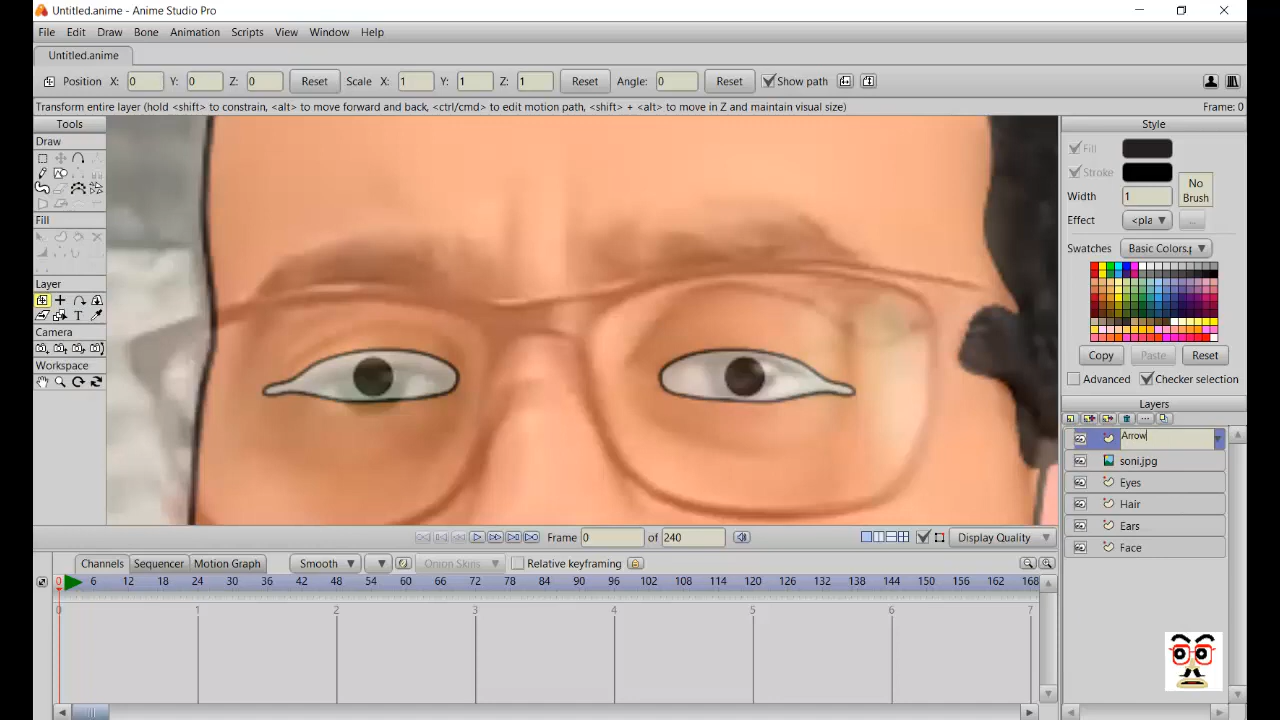 Untitled.anime - Anime Studio Pro
File Edit Draw Bone Animation Scripts View Window Help
Untitled.anime
Position X: 0 Y: 0 Z: 0 Reset Scale X: 1 Y: 1 Z: 1 Reset Angle: 0 Reset Show path
Transform entire layer (hold <shift> to constrain, <alt> to move forward and back, <ctrl/cmd> to edit motion path, <shift> + <alt> to move in Z and maintain visual size) Frame: 0
Tools
Draw
Fill
Layer
Camera
Workspace
Style
Fill
Stroke
Width 1
No Brush
Effect <pla ...
Swatches Basic Colors.p
Copy Paste Reset
Advanced Checker selection
Layers
Arrow
soni.jpg
Eyes
Hair
Ears
Face
Frame 0 of 240 Display Quality
Channels Sequencer Motion Graph Smooth Onion Skins Relative keyframing
0 6 12 18 24 30 36 42 48 54 60 66 72 78 84 90 96 102 108 114 120 126 132 138 144 150 156 162 168
0 1 2 3 4 5 6 7